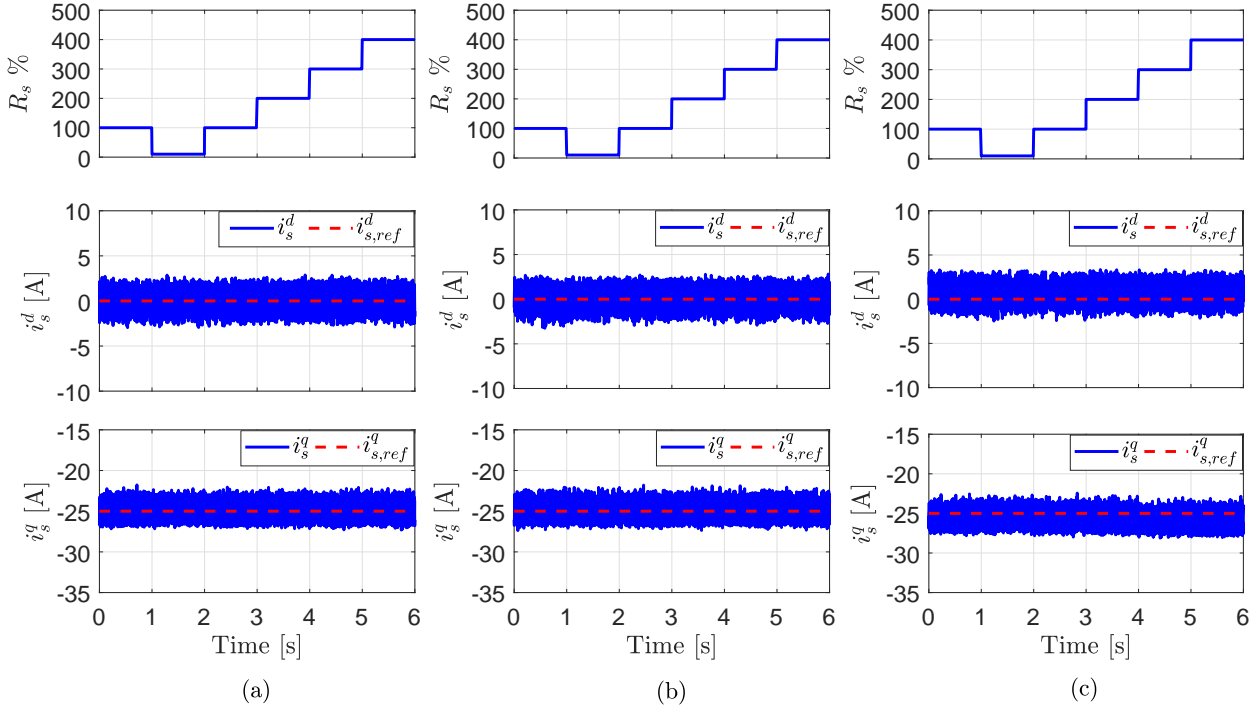 500
400
300
200
100
0
R_s %
10
5
0
-5
-10
i_s^d [A]
i_s^d
i_{s,ref}^d
-15
-20
-25
-30
-35
i_s^q [A]
i_s^q
i_{s,ref}^q
0 1 2 3 4 5 6
Time [s]
(a)
500
400
300
200
100
0
R_s %
10
5
0
-5
-10
i_s^d [A]
i_s^d
i_{s,ref}^d
-15
-20
-25
-30
-35
i_s^q [A]
i_s^q
i_{s,ref}^q
0 1 2 3 4 5 6
Time [s]
(b)
500
400
300
200
100
0
R_s %
10
5
0
-5
-10
i_s^d [A]
i_s^d
i_{s,ref}^d
-15
-20
-25
-30
-35
i_s^q [A]
i_s^q
i_{s,ref}^q
0 1 2 3 4 5 6
Time [s]
(c)